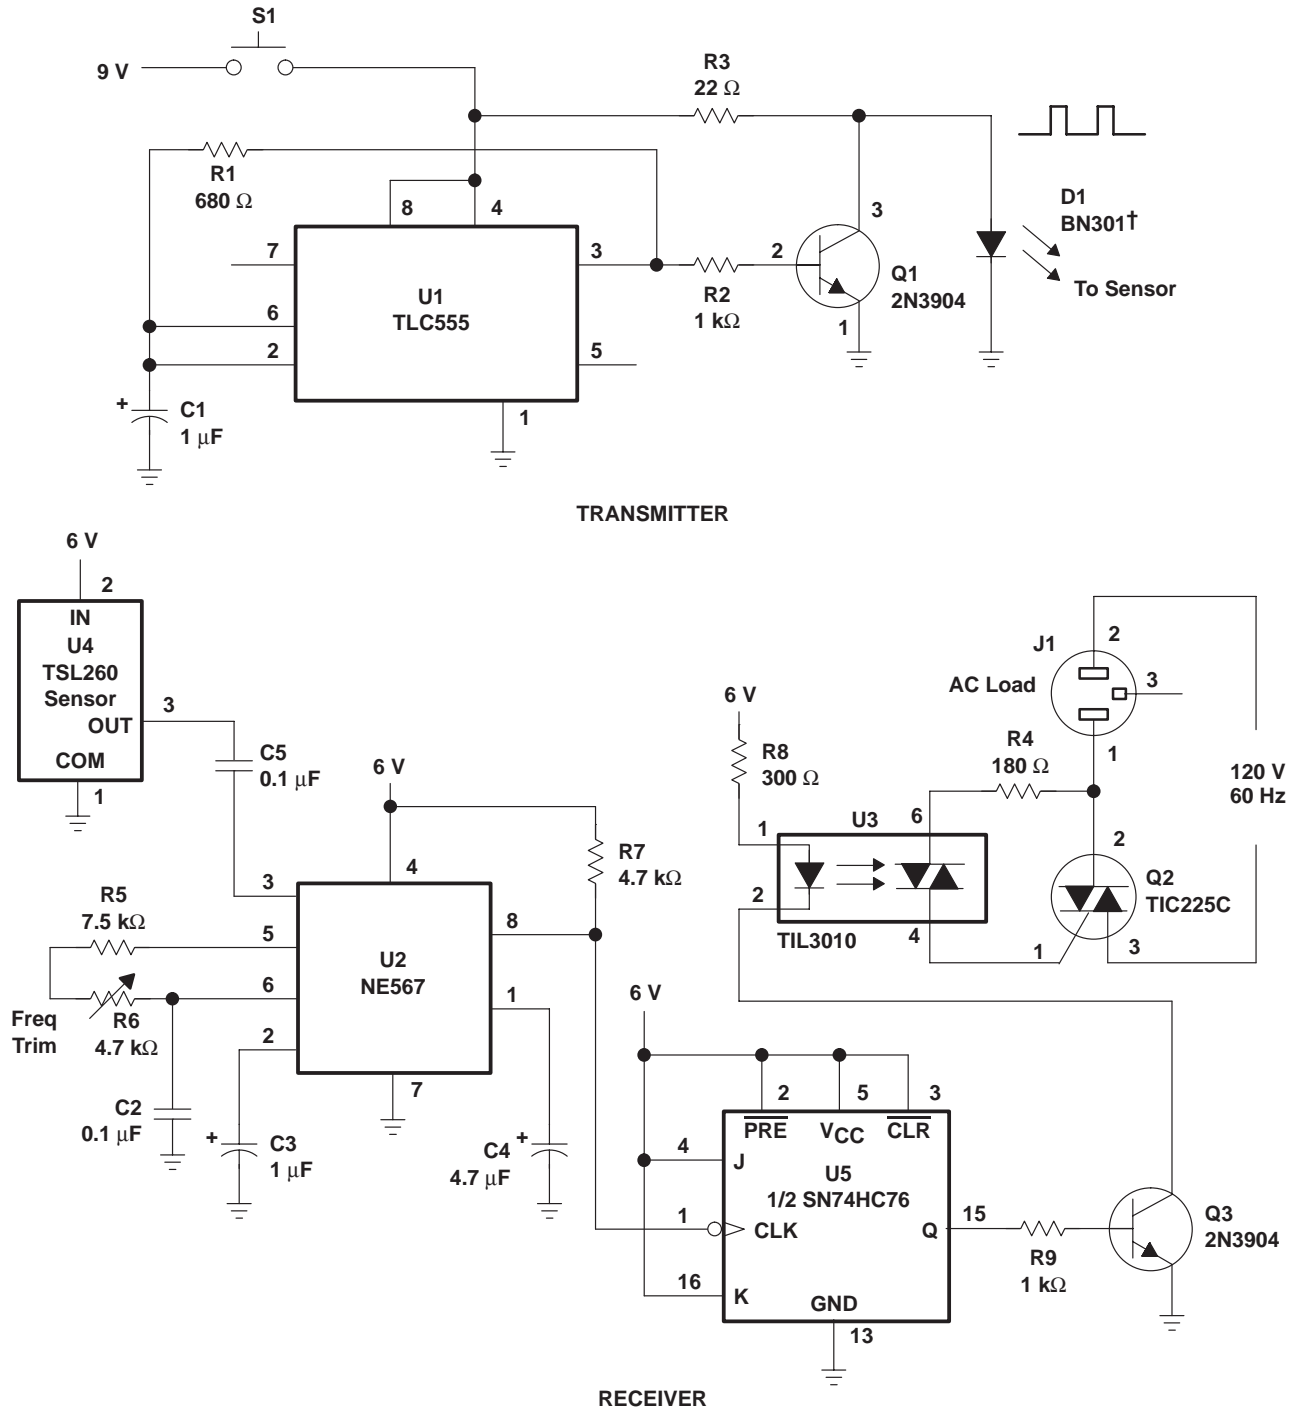 S1
9 V
R3
22 Ω
R1
680 Ω
8
4
3
D1
BN301†
7
3
2
Q1
2N3904
To Sensor
U1
TLC555
R2
1 kΩ
6
2
5
1
+
C1
1 µF
1
TRANSMITTER
6 V
2
IN
U4
TSL260
Sensor
OUT
3
COM
1
C5
0.1 µF
6 V
4
R7
4.7 kΩ
3
R5
7.5 kΩ
5
8
U2
NE567
6
1
Freq
Trim
R6
4.7 kΩ
2
7
C2
0.1 µF
+
C3
1 µF
C4
4.7 µF
+
J1
2
AC Load
3
6 V
R8
300 Ω
R4
180 Ω
1
120 V
60 Hz
U3
6
1
2
2
Q2
TIC225C
TIL3010
4
1
3
6 V
2
5
3
PRE
VCC
CLR
4
J
U5
1/2 SN74HC76
1
CLK
Q
15
R9
1 kΩ
Q3
2N3904
16
K
GND
13
RECEIVER